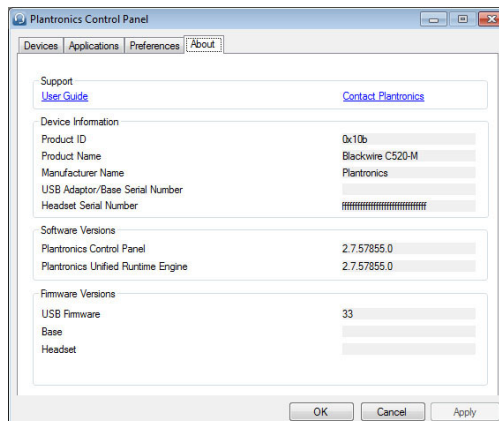 Plantronics Control Panel
Devices Applications Preferences About
Support
User Guide Contact Plantronics
Device Information
Product ID 0x10b
Product Name Blackwire C520-M
Manufacturer Name Plantronics
USB Adaptor/Base Serial Number
Headset Serial Number
Software Versions
Plantronics Control Panel 2.7.57855.0
Plantronics Unified Runtime Engine 2.7.57855.0
Firmware Versions
USB Firmware 33
Base
Headset
OK Cancel Apply